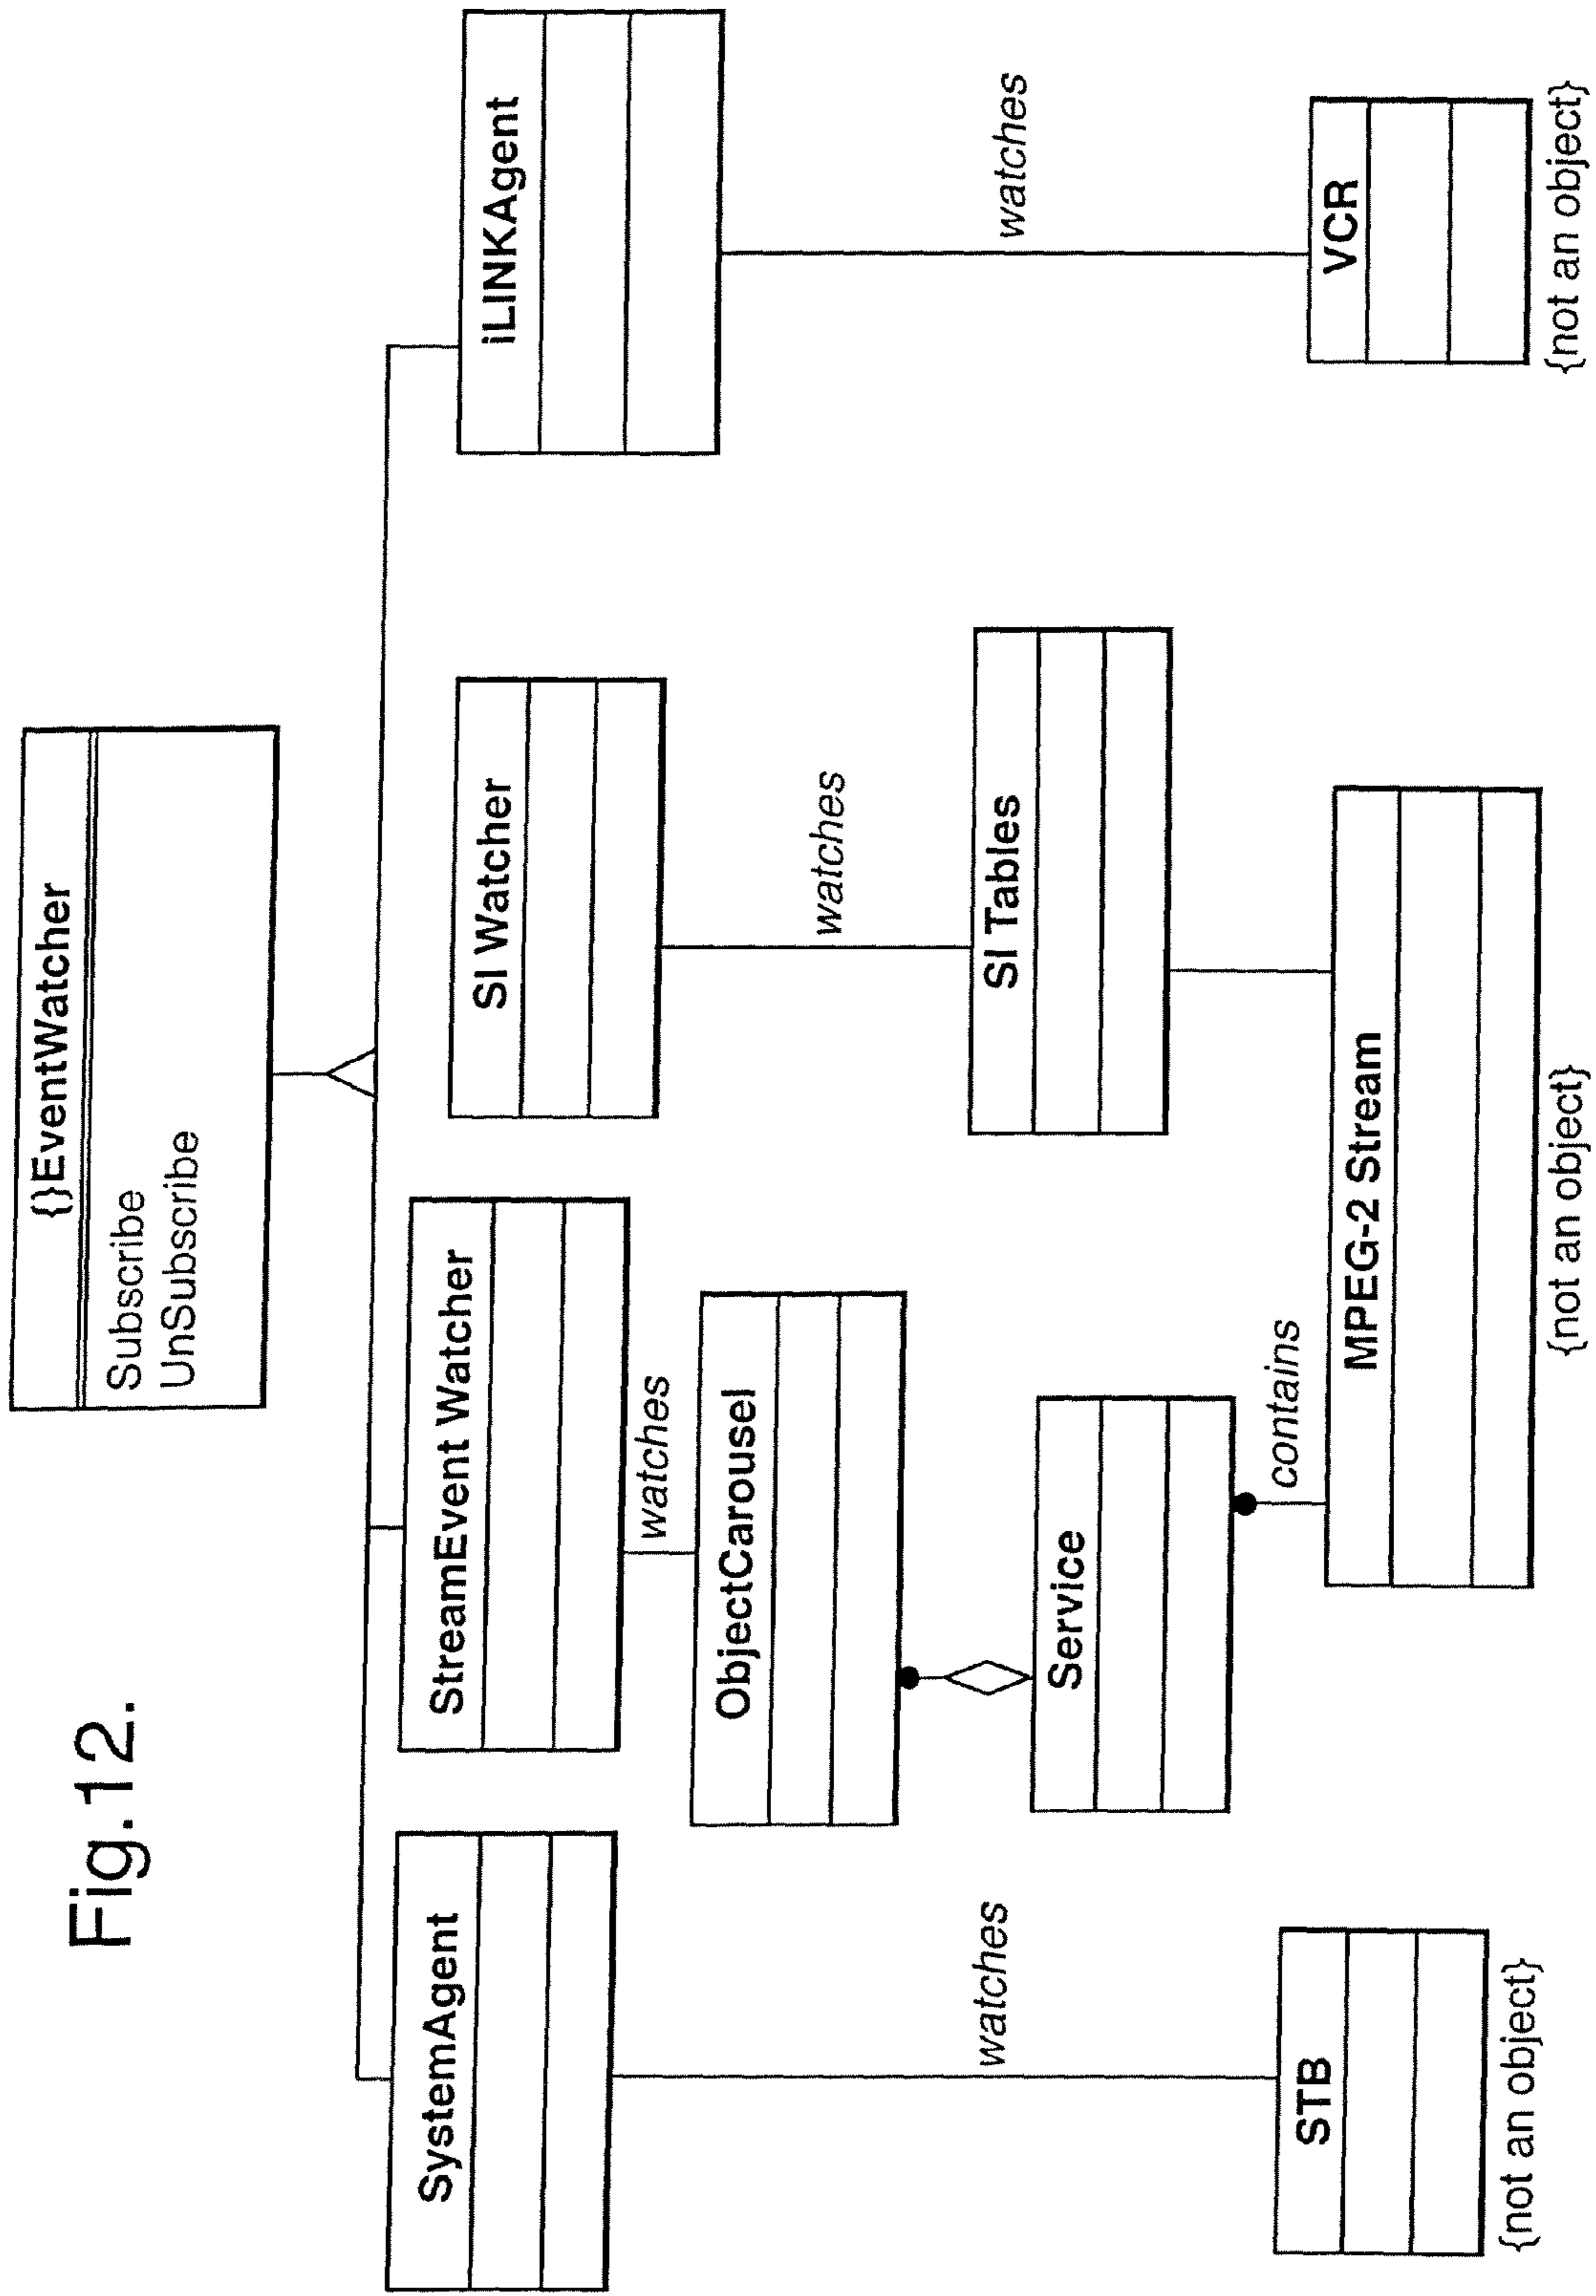 Fig.12.
{}EventWatcher
Subscribe
UnSubscribe
SystemAgent
StreamEvent Watcher
SI Watcher
iLINKAgent
watches
ObjectCarousel
watches
SI Tables
watches
watches
Service
contains
STB
{not an object}
MPEG-2 Stream
{not an object}
VCR
{not an object}